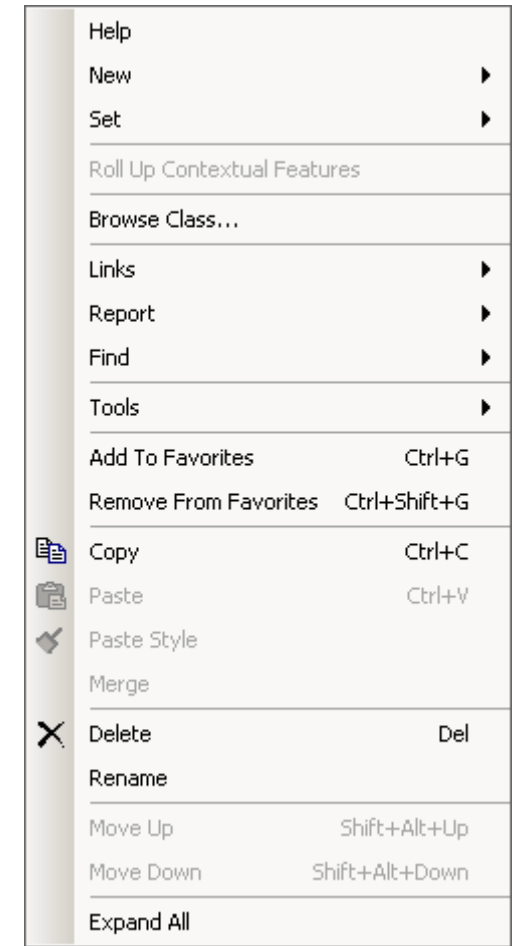 Help
New
Set
Roll Up Contextual Features
Browse Class...
Links
Report
Find
Tools
Add To Favorites Ctrl+G
Remove From Favorites Ctrl+Shift+G
Copy Ctrl+C
Paste Ctrl+V
Paste Style
Merge
Delete Del
Rename
Move Up Shift+Alt+Up
Move Down Shift+Alt+Down
Expand All